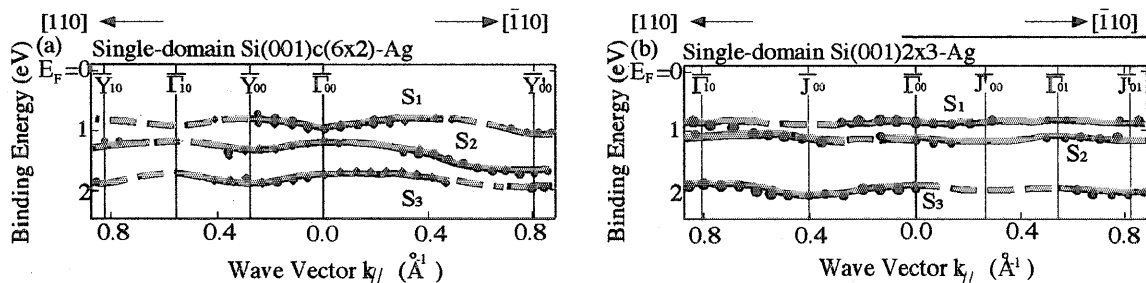 [110] [1̄10] [110] [1̄10]
(a) Single-domain Si(001)c(6x2)-Ag
(b) Single-domain Si(001)2x3-Ag
Binding Energy (eV)
E_F=0
1
2
Y̅10 Γ̅10 Y̅00 Γ̅00 Y̅'00
S1
S2
S3
0.8 0.4 0.0 0.4 0.8
Wave Vector k// (Å-1)
Binding Energy (eV)
E_F=0
1
2
Γ̅10 J̅00 Γ̅00 J̅'00 Γ̅01 J̅'01
S1
S2
S3
0.8 0.4 0.0 0.4 0.8
Wave Vector k// (Å-1)